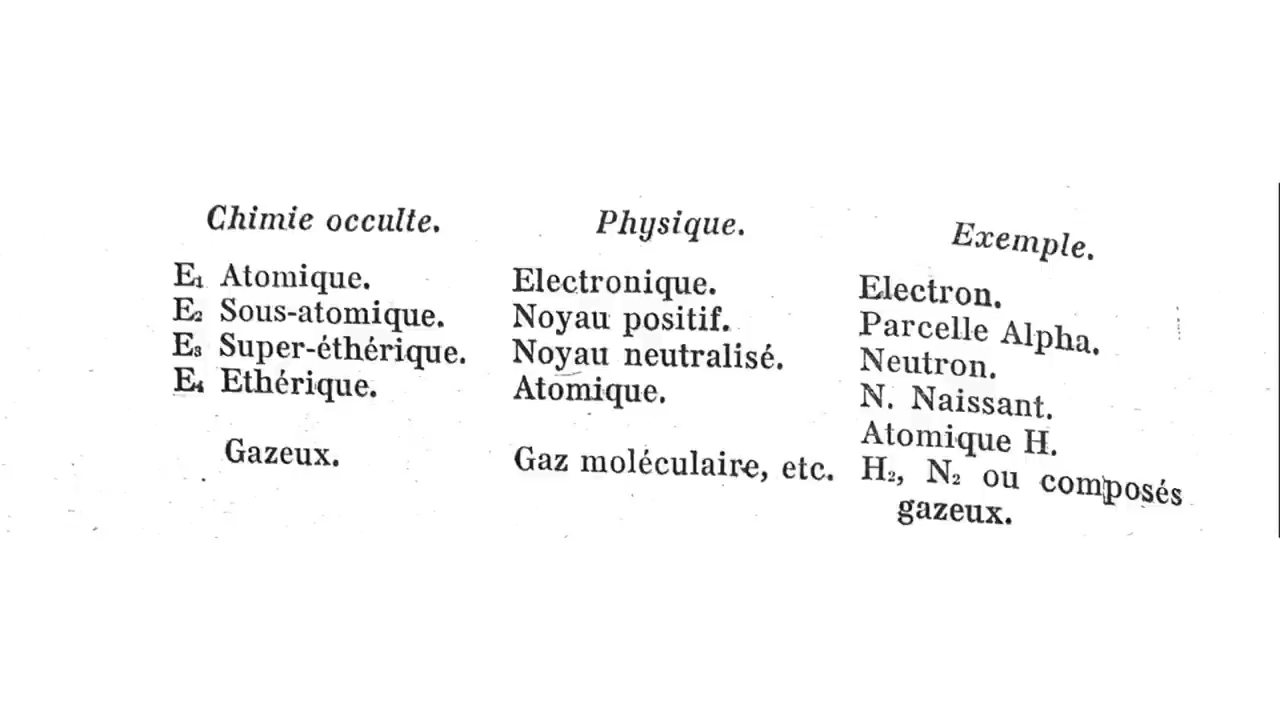 Chimie occulte. Physique. Exemple.
E₁ Atomique. Electronique. Electron.
E₂ Sous-atomique. Noyau positif. Parcelle Alpha.
E₃ Super-éthérique. Noyau neutralisé. Neutron.
E₄ Ethérique. Atomique. N. Naissant.
Atomique H.
Gazeux. Gaz moléculaire, etc. H₂, N₂ ou composés
gazeux.